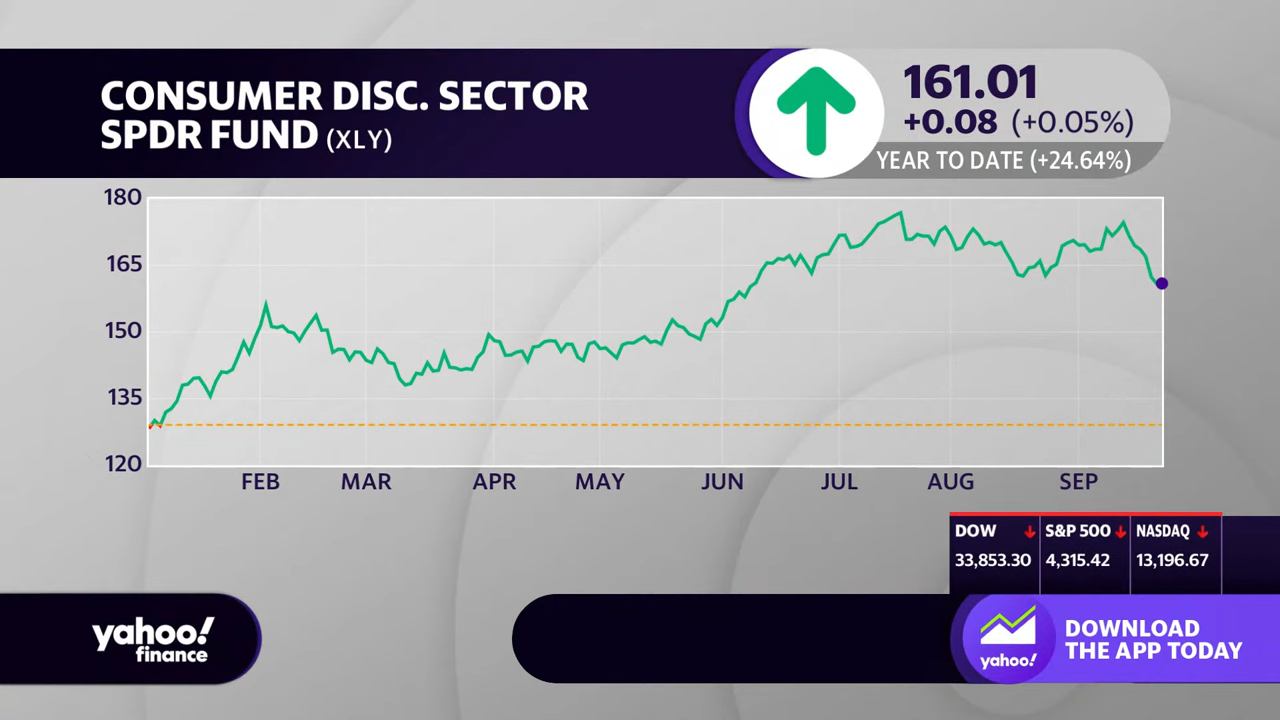 CONSUMER DISC. SECTOR
SPDR FUND (XLY)
161.01
+0.08 (+0.05%)
YEAR TO DATE (+24.64%)
180
165
150
135
120
FEB MAR APR MAY JUN JUL AUG SEP
DOW S&P 500 NASDAQ
33,853.30 4,315.42 13,196.67
yahoo!
finance
yahoo!
DOWNLOAD
THE APP TODAY